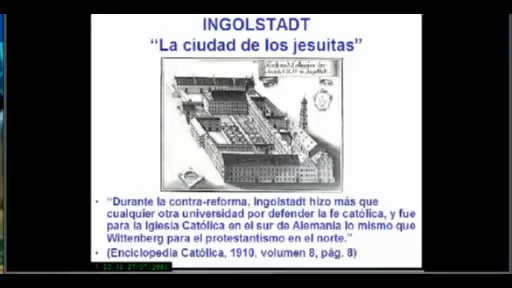 INGOLSTADT
“La ciudad de los jesuitas”
• “Durante la contra-reforma, Ingolstadt hizo más que
cualquier otra universidad por defender la fe católica, y fue
para la Iglesia Católica en el sur de Alemania lo mismo que
Wittenberg para el protestantismo en el norte.”
• (Enciclopedia Católica, 1910, volumen 8, pág. 8)